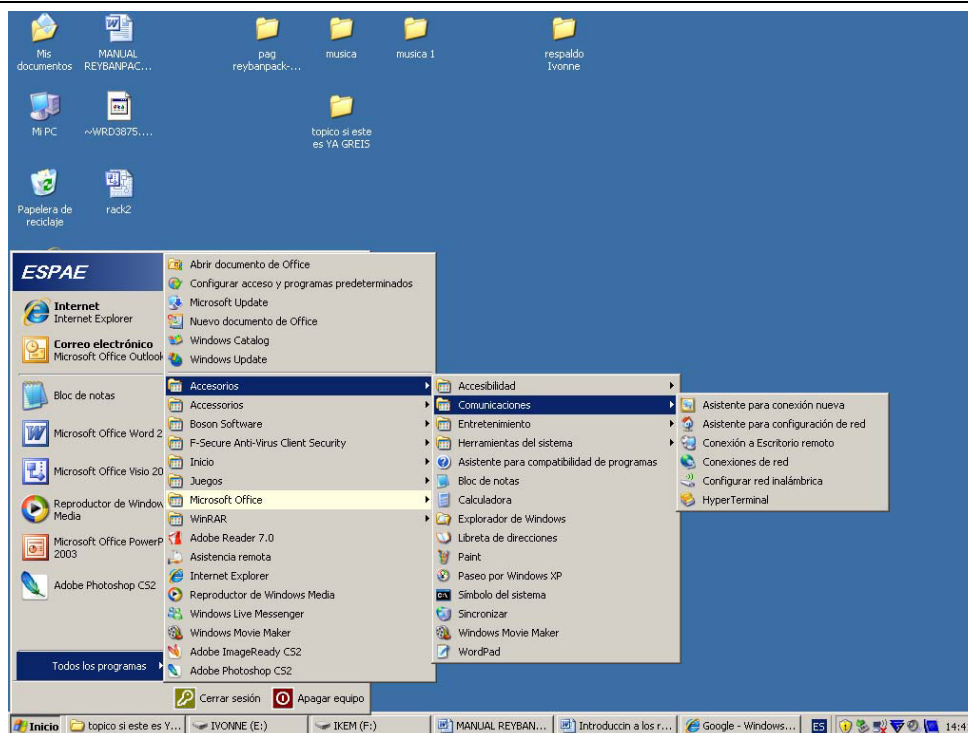 Mis documentos
MANUAL REYBANPAC...
pag reybanpack-...
musica
musica 1
respaldo Ivonne
Mi PC
~WRD3875....
topico si este es YA GREIS
Papelera de reciclaje
rack2
ESPAE
Internet
Internet Explorer
Correo electrónico
Microsoft Office Outlook
Bloc de notas
Microsoft Office Word 2
Microsoft Office Visio 20
Reproductor de Window
Media
Microsoft Office PowerP
2003
Adobe Photoshop CS2
Todos los programas
Abrir documento de Office
Configurar acceso y programas predeterminados
Microsoft Update
Nuevo documento de Office
Windows Catalog
Windows Update
Accesorios
Accessorios
Boson Software
F-Secure Anti-Virus Client Security
Inicio
Juegos
Microsoft Office
WinRAR
Adobe Reader 7.0
Asistencia remota
Internet Explorer
Reproductor de Windows Media
Windows Live Messenger
Windows Movie Maker
Adobe ImageReady CS2
Adobe Photoshop CS2
Accesibilidad
Comunicaciones
Entretenimiento
Herramientas del sistema
Asistente para compatibilidad de programas
Bloc de notas
Calculadora
Explorador de Windows
Libreta de direcciones
Paint
Paseo por Windows XP
Símbolo del sistema
Sincronizar
Windows Movie Maker
WordPad
Asistente para conexión nueva
Asistente para configuración de red
Conexión a Escritorio remoto
Conexiones de red
Configurar red inalámbrica
HyperTerminal
Cerrar sesión
Apagar equipo
Inicio
topico si este es Y...
IVONNE (E:)
IKEM (F:)
MANUAL REYBAN...
Introduccin a los r...
Google - Windows...
ES